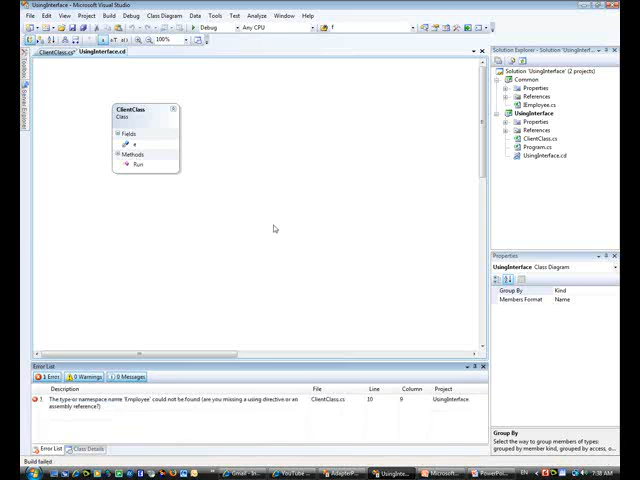 UsingInterface - Microsoft Visual Studio
File Edit View Project Build Debug Class Diagram Data Tools Test Analyze Window Help
Debug Any CPU f
100%
ClientClass.cs* UsingInterface.cd
Toolbox
Server Explorer
ClientClass
Class
Fields
e
Methods
Run
Solution Explorer - Solution 'UsingInterf...
Solution 'UsingInterface' (2 projects)
Common
Properties
References
IEmployee.cs
UsingInterface
Properties
References
ClientClass.cs
Program.cs
UsingInterface.cd
Properties
UsingInterface Class Diagram
Group By Kind
Members Format Name
Group By
Select the way to group members of types:
grouped by member kind, grouped by access, o...
Error List
1 Error 0 Warnings 0 Messages
Description File Line Column Project
1 The type or namespace name 'Employee' could not be found (are you missing a using directive or an ClientClass.cs 10 9 UsingInterface
assembly reference?)
Error List Class Details
Build failed
Gmail - In... YouTube ... AdapterP... UsingInte... Microsoft... PowerPoi... EN 7:38 AM